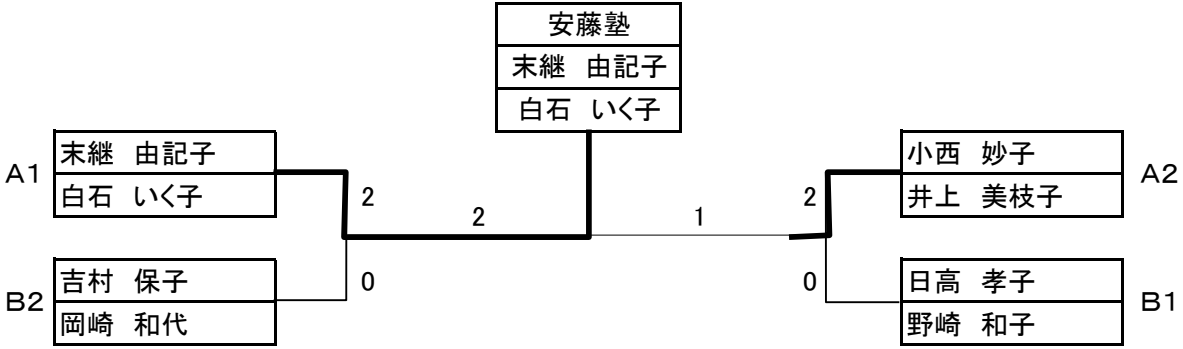 安藤塾
末継　由記子
白石　いく子
A1
末継　由記子
白石　いく子
2
2
1
2
小西　妙子
井上　美枝子
A2
B2
吉村　保子
岡崎　和代
0
0
日高　孝子
野崎　和子
B1